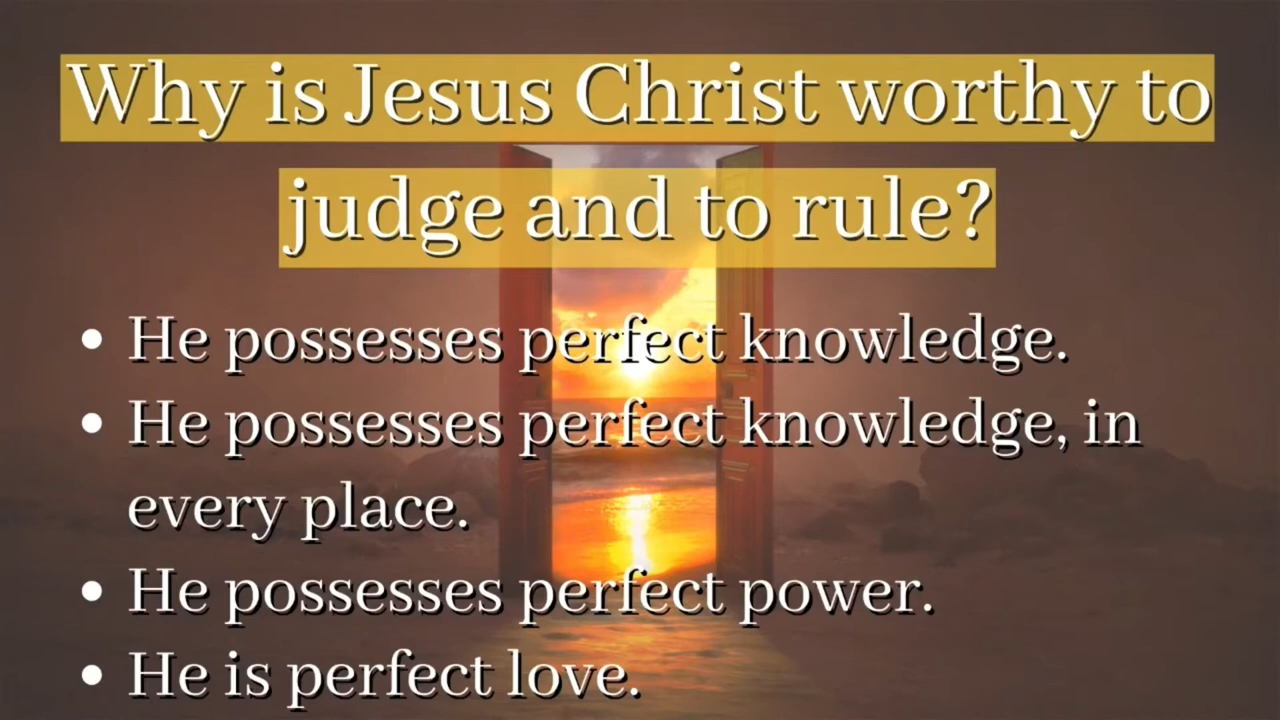 Why is Jesus Christ worthy to
judge and to rule?
• He possesses perfect knowledge.
• He possesses perfect knowledge, in
every place.
• He possesses perfect power.
• He is perfect love.